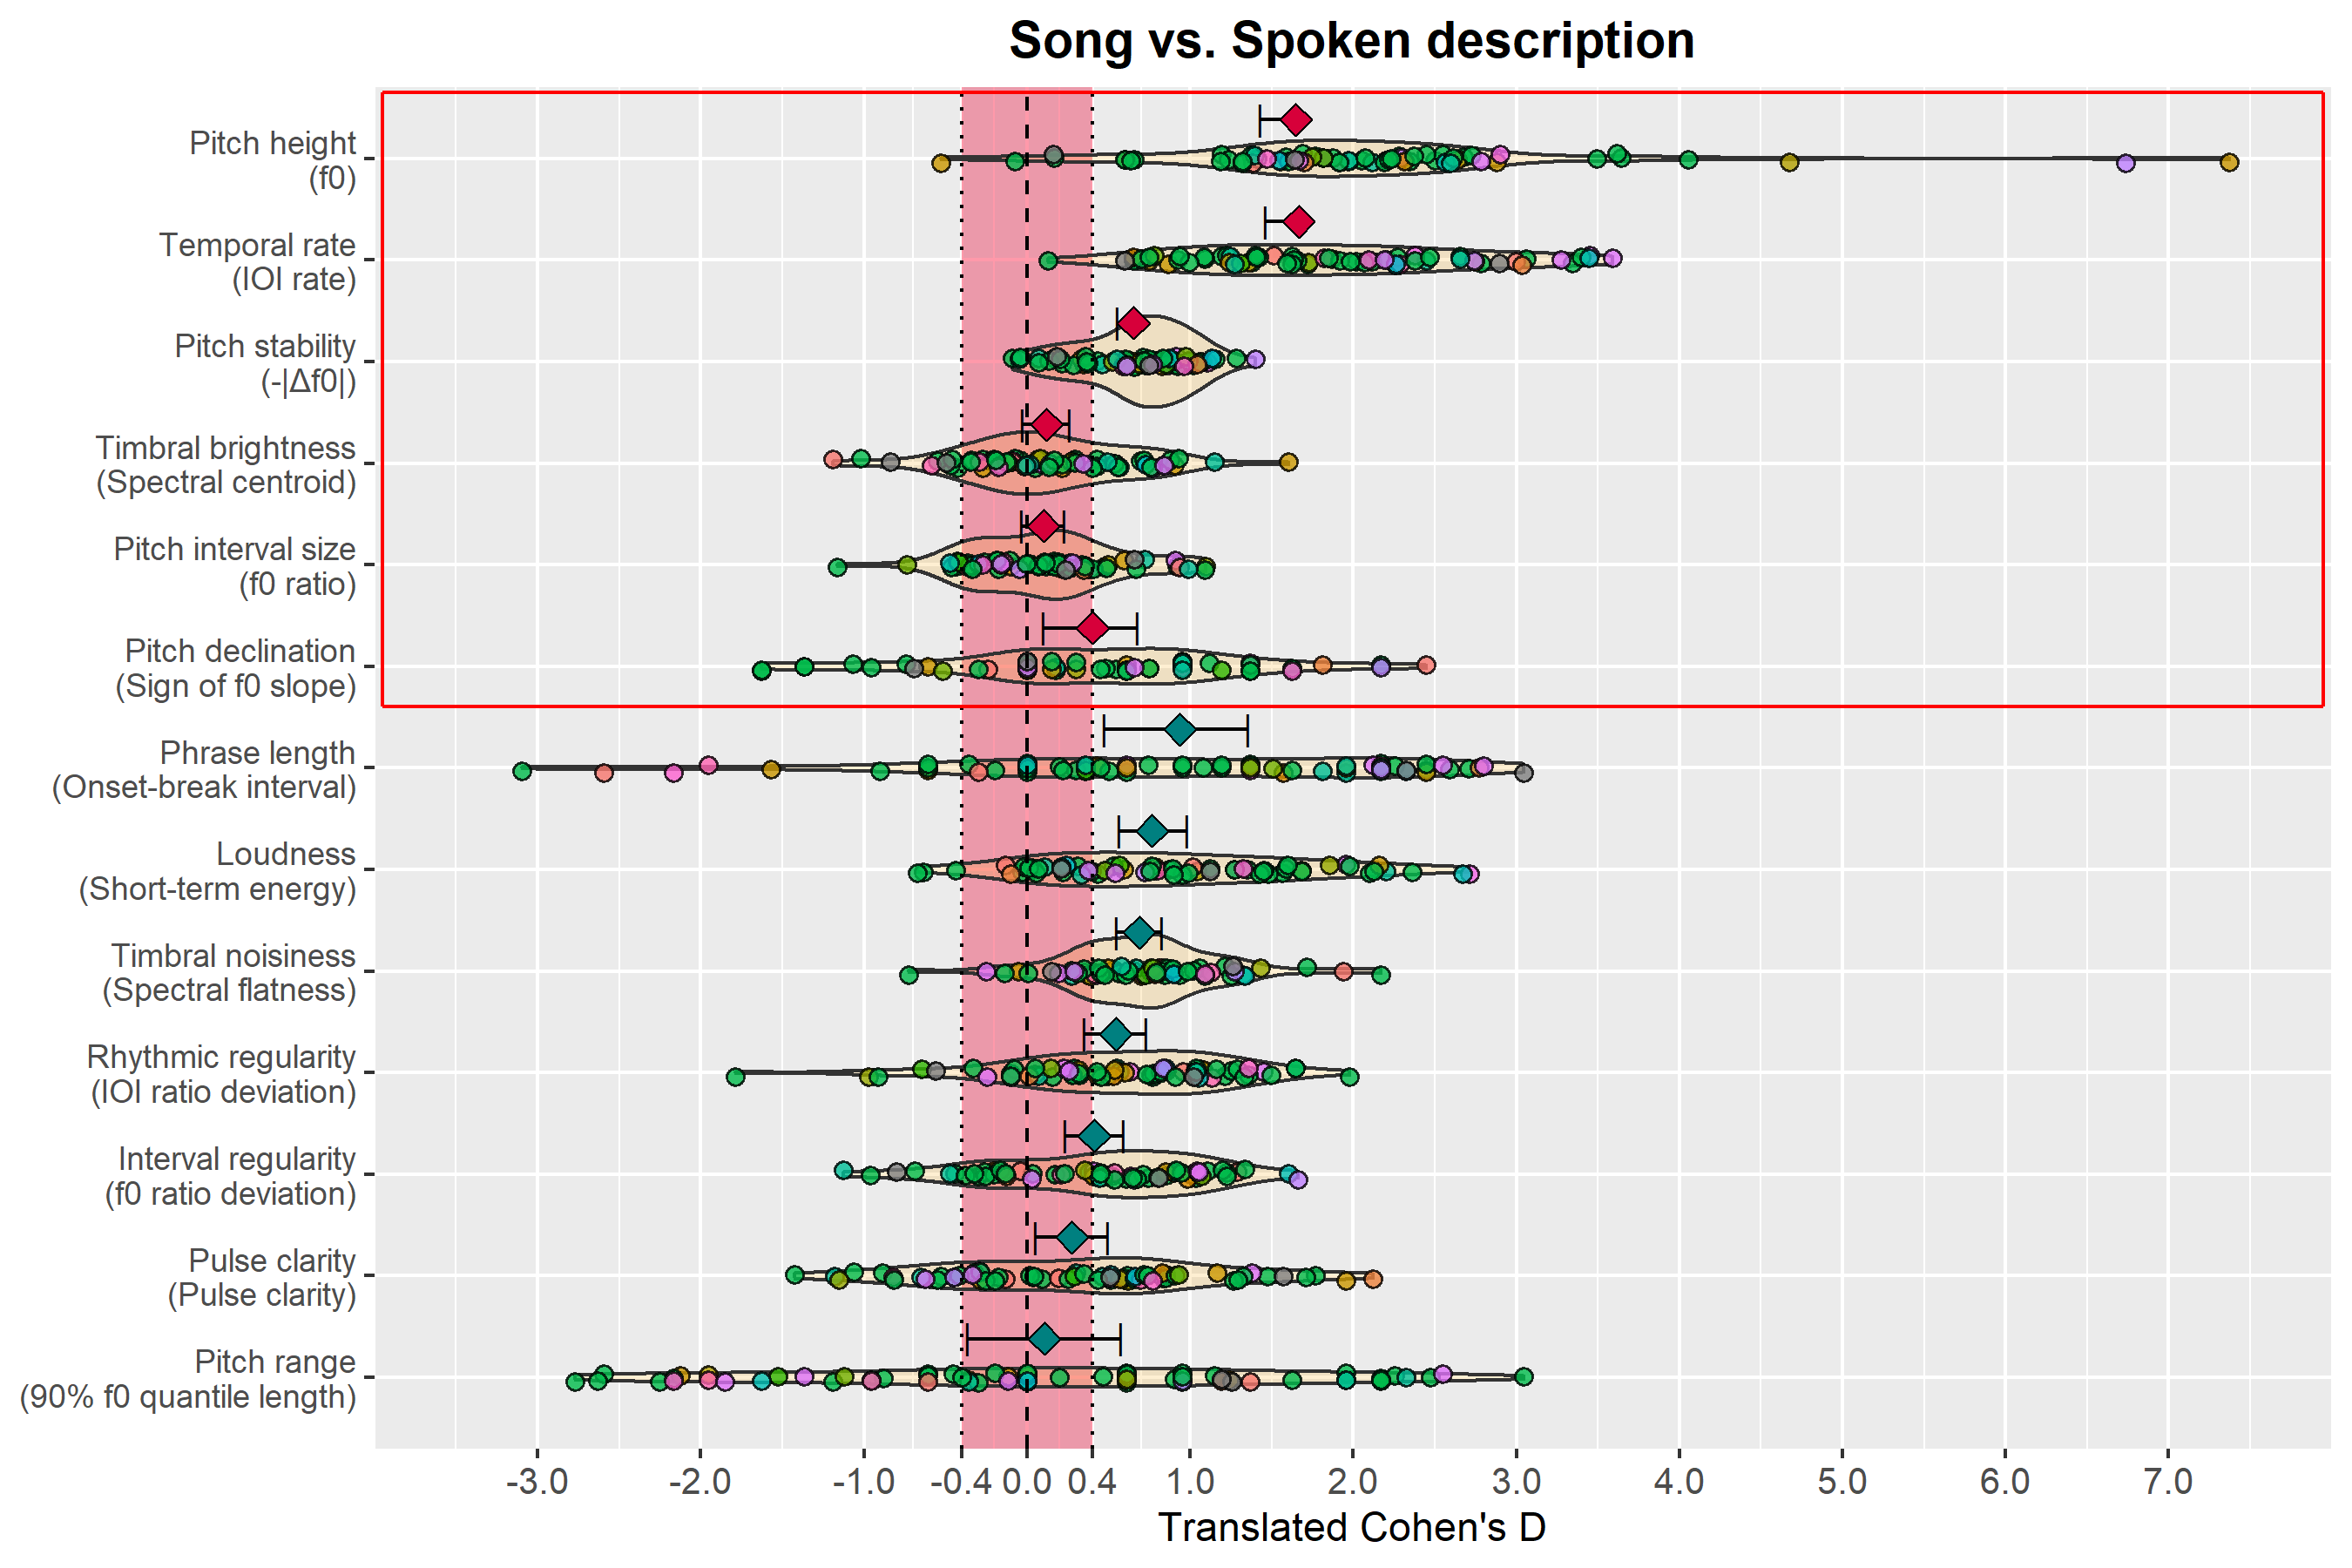 Song vs. Spoken description
Pitch height
(f0)
Temporal rate
(IOI rate)
Pitch stability
(-|Δf0|)
Timbral brightness
(Spectral centroid)
Pitch interval size
(f0 ratio)
Pitch declination
(Sign of f0 slope)
Phrase length
(Onset-break interval)
Loudness
(Short-term energy)
Timbral noisiness
(Spectral flatness)
Rhythmic regularity
(IOI ratio deviation)
Interval regularity
(f0 ratio deviation)
Pulse clarity
(Pulse clarity)
Pitch range
(90% f0 quantile length)
-3.0 -2.0 -1.0 -0.4 0.0 0.4 1.0 2.0 3.0 4.0 5.0 6.0 7.0
Translated Cohen's D